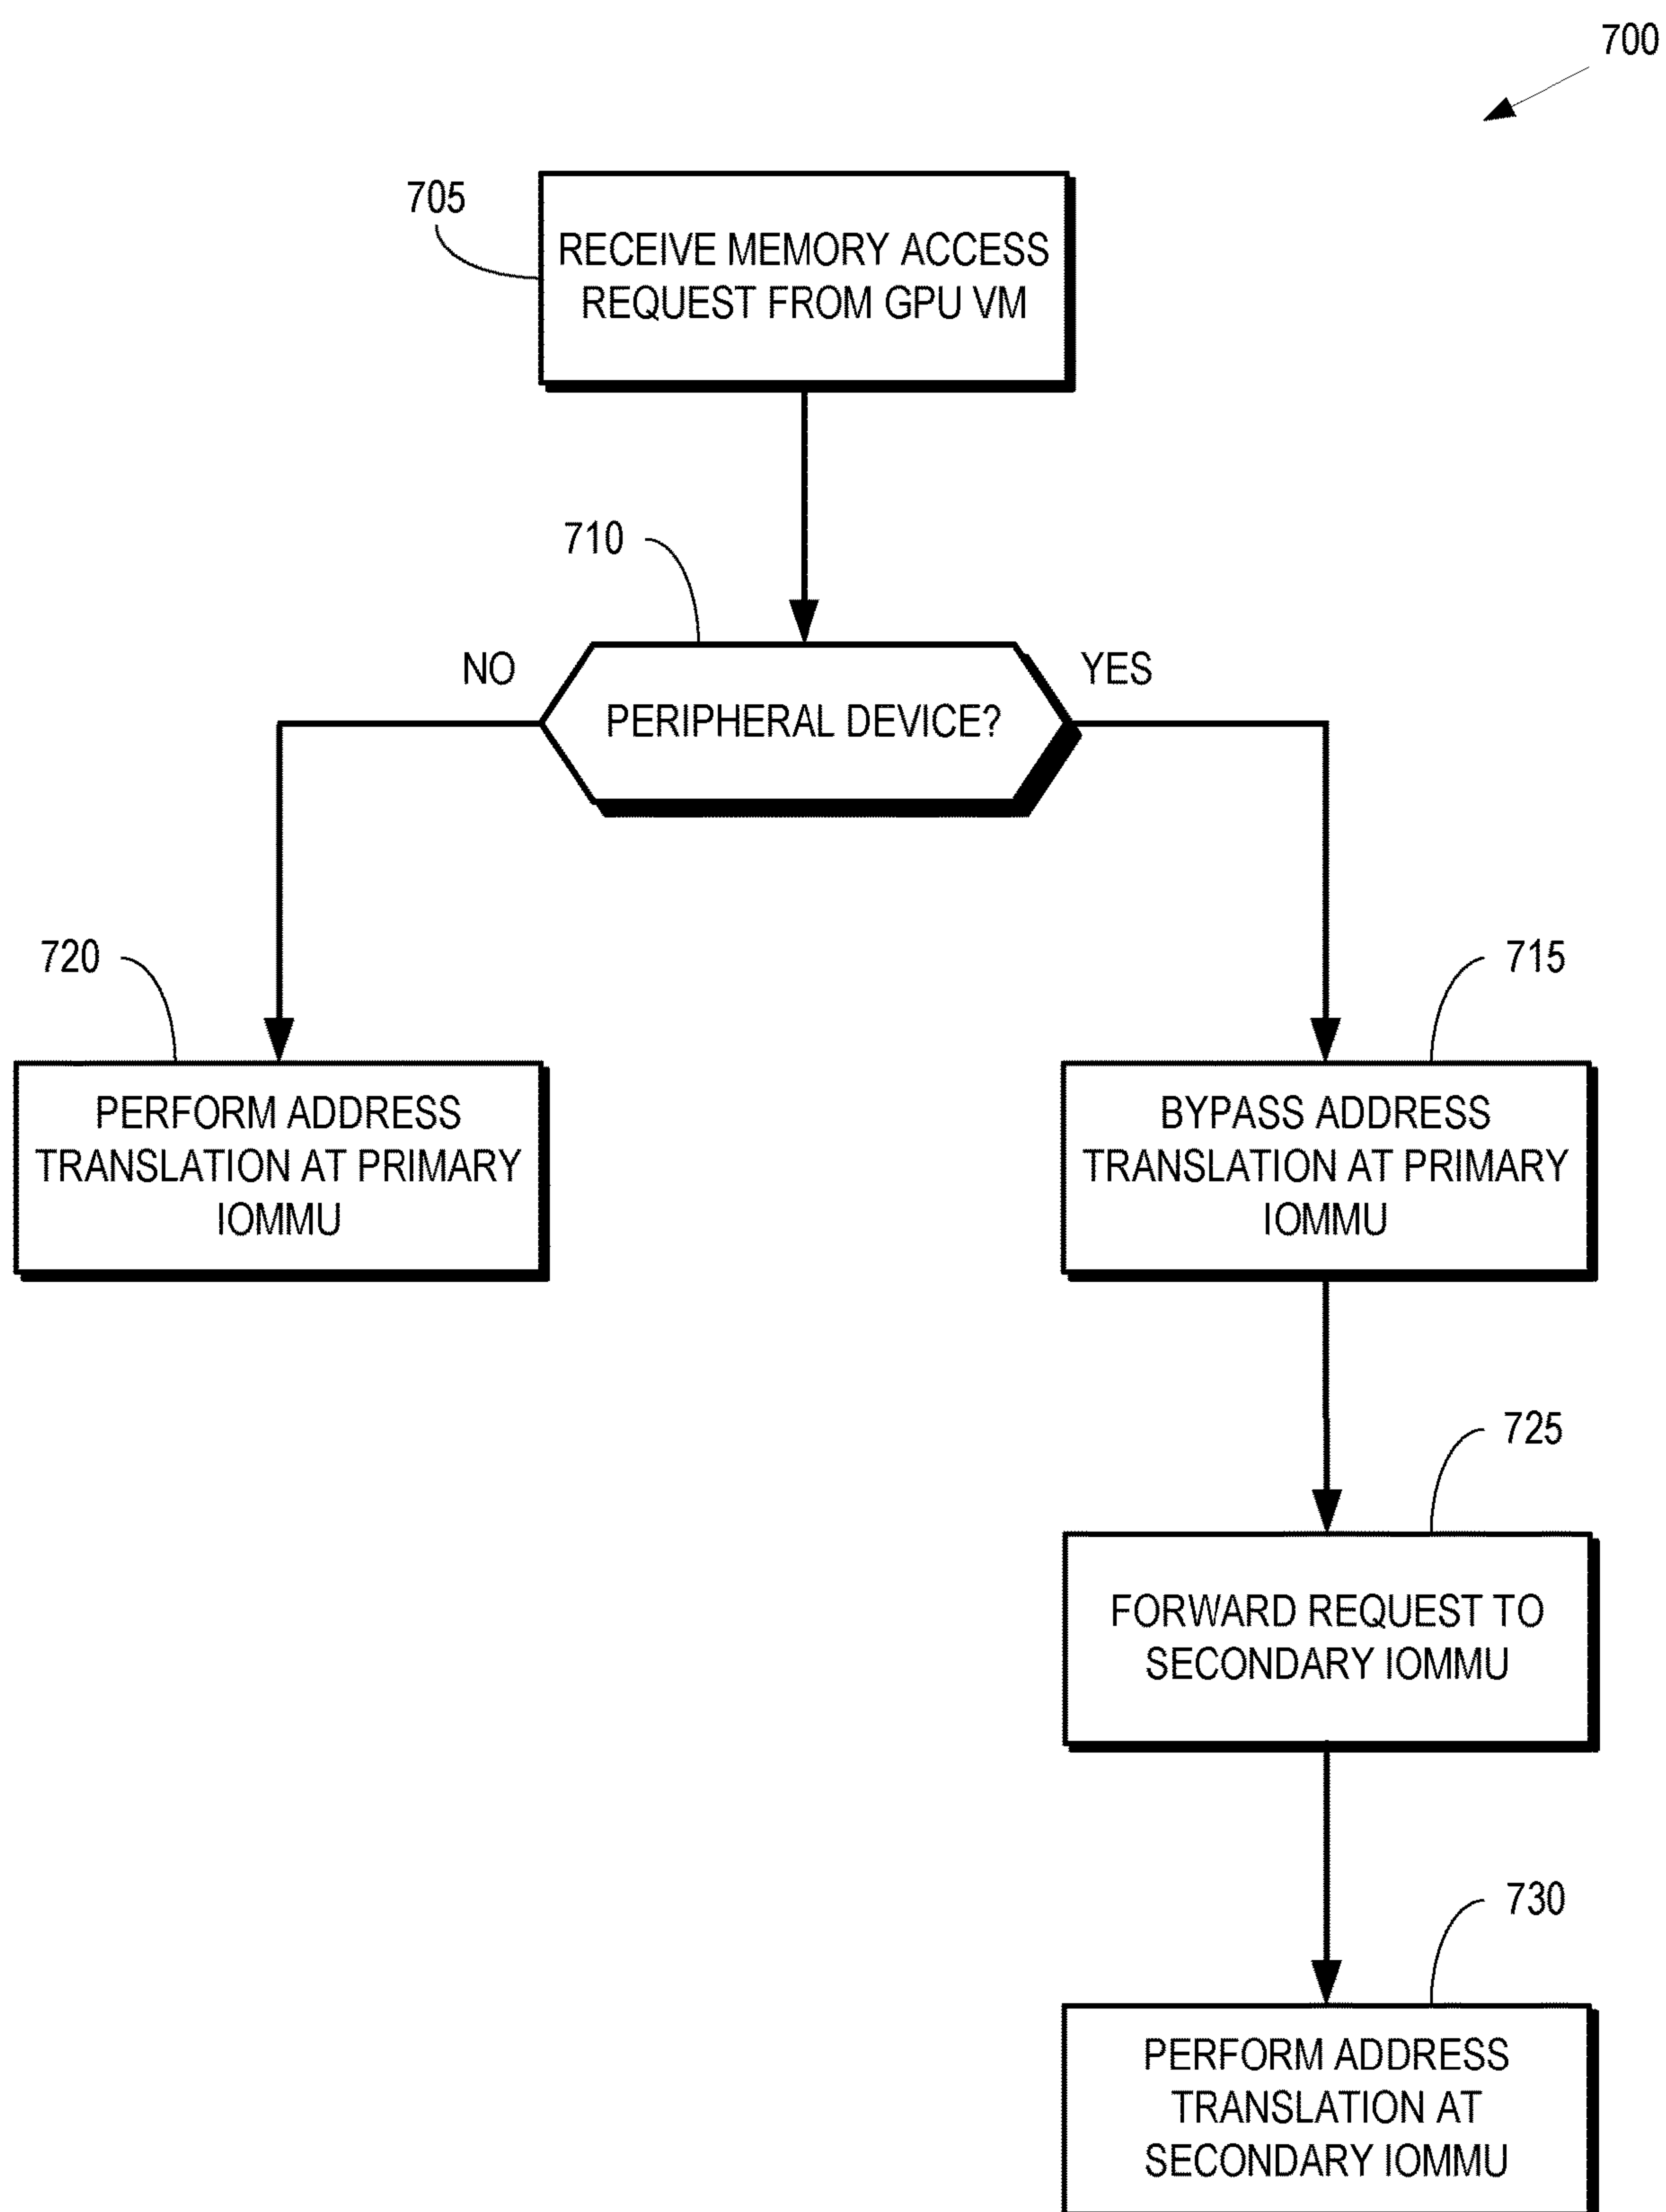 700
705
RECEIVE MEMORY ACCESS
REQUEST FROM GPU VM
710
NO
YES
PERIPHERAL DEVICE?
720
715
PERFORM ADDRESS
TRANSLATION AT PRIMARY
IOMMU
BYPASS ADDRESS
TRANSLATION AT PRIMARY
IOMMU
725
FORWARD REQUEST TO
SECONDARY IOMMU
730
PERFORM ADDRESS
TRANSLATION AT
SECONDARY IOMMU